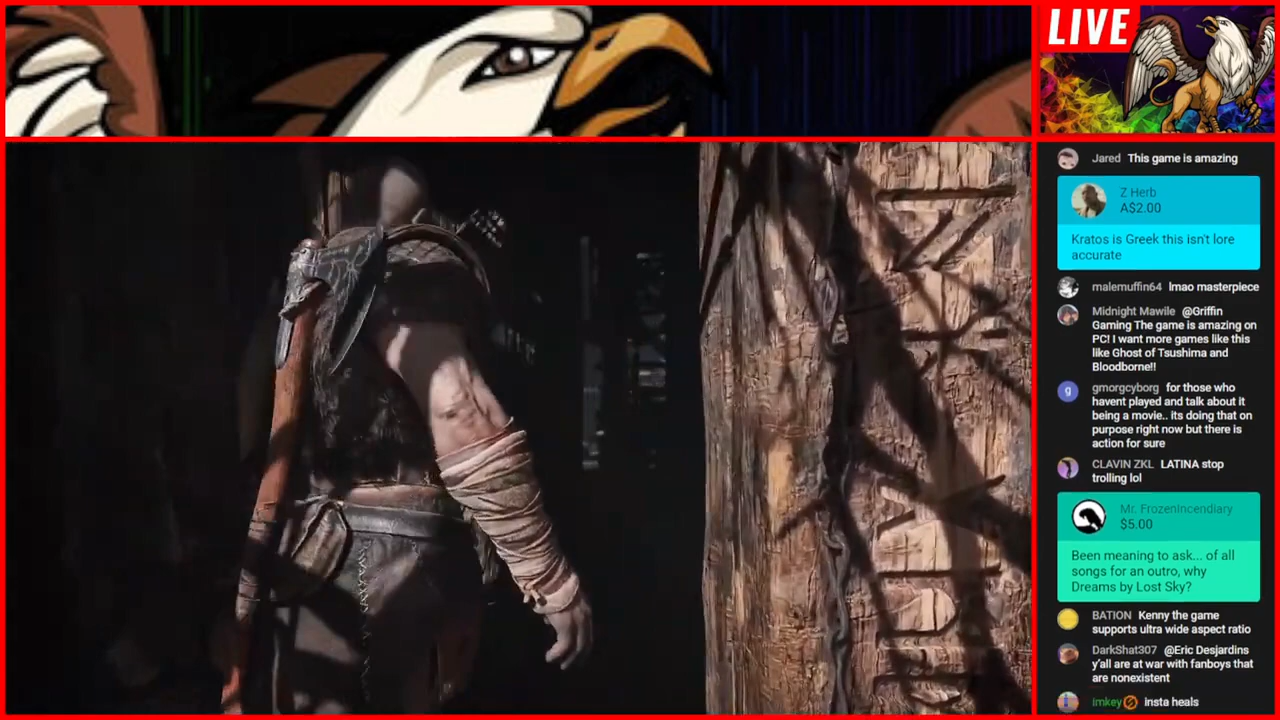 LIVE
Jared This game is amazing
Z Herb
A$2.00
Kratos is Greek this isn't lore
accurate
malemuffin64 lmao masterpiece
Midnight Mawile @Griffin
Gaming The game is amazing on
PC! I want more games like this
like Ghost of Tsushima and
Bloodborne!!
g
gmorgcyborg for those who
havent played and talk about it
being a movie.. its doing that on
purpose right now but there is
action for sure
CLAVIN ZKL LATINA stop
trolling lol
Mr. FrozenIncendiary
$5.00
Been meaning to ask... of all
songs for an outro, why
Dreams by Lost Sky?
BATION Kenny the game
supports ultra wide aspect ratio
DarkShat307 @Eric Desjardins
y'all are at war with fanboys that
are nonexistent
imkey insta heals